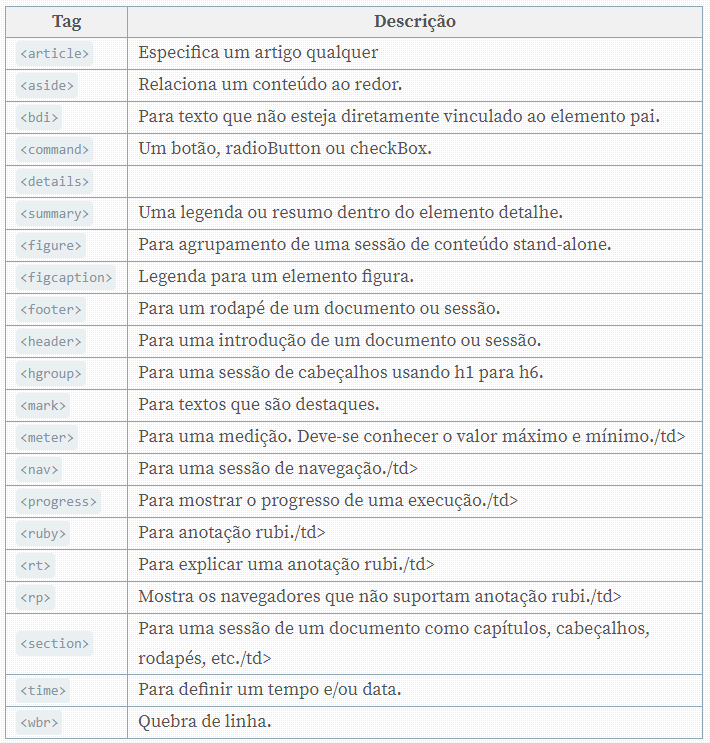 Tag Descrição
<article> Especifica um artigo qualquer
<aside> Relaciona um conteúdo ao redor.
<bdi> Para texto que não esteja diretamente vinculado ao elemento pai.
<command> Um botão, radioButton ou checkBox.
<details>
<summary> Uma legenda ou resumo dentro do elemento detalhe.
<figure> Para agrupamento de uma sessão de conteúdo stand-alone.
<figcaption> Legenda para um elemento figura.
<footer> Para um rodapé de um documento ou sessão.
<header> Para uma introdução de um documento ou sessão.
<hgroup> Para uma sessão de cabeçalhos usando h1 para h6.
<mark> Para textos que são destaques.
<meter> Para uma medição. Deve-se conhecer o valor máximo e mínimo./td>
<nav> Para uma sessão de navegação./td>
<progress> Para mostrar o progresso de uma execução./td>
<ruby> Para anotação rubi./td>
<rt> Para explicar uma anotação rubi./td>
<rp> Mostra os navegadores que não suportam anotação rubi./td>
<section> Para uma sessão de um documento como capítulos, cabeçalhos,
rodapés, etc./td>
<time> Para definir um tempo e/ou data.
<wbr> Quebra de linha.